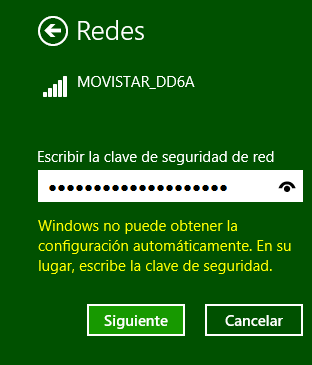 Redes
MOVISTAR_DD6A
Escribir la clave de seguridad de red
●●●●●●●●●●●●●●●●●●●●
Windows no puede obtener la
configuración automáticamente. En su
lugar, escribe la clave de seguridad.
Siguiente
Cancelar